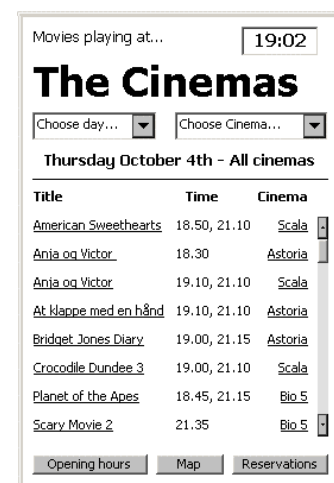 Movies playing at... 19:02
The Cinemas
Choose day... Choose Cinema...
Thursday October 4th - All cinemas
Title Time Cinema
American Sweethearts 18.50, 21.10 Scala
Anja og Victor 18.30 Astoria
Anja og Victor 19.10, 21.10 Scala
At klappe med en hånd 19.10, 21.10 Astoria
Bridget Jones Diary 19.00, 21.15 Astoria
Crocodile Dundee 3 19.00, 21.10 Scala
Planet of the Apes 18.45, 21.15 Bio 5
Scary Movie 2 21.35 Bio 5
Opening hours Map Reservations